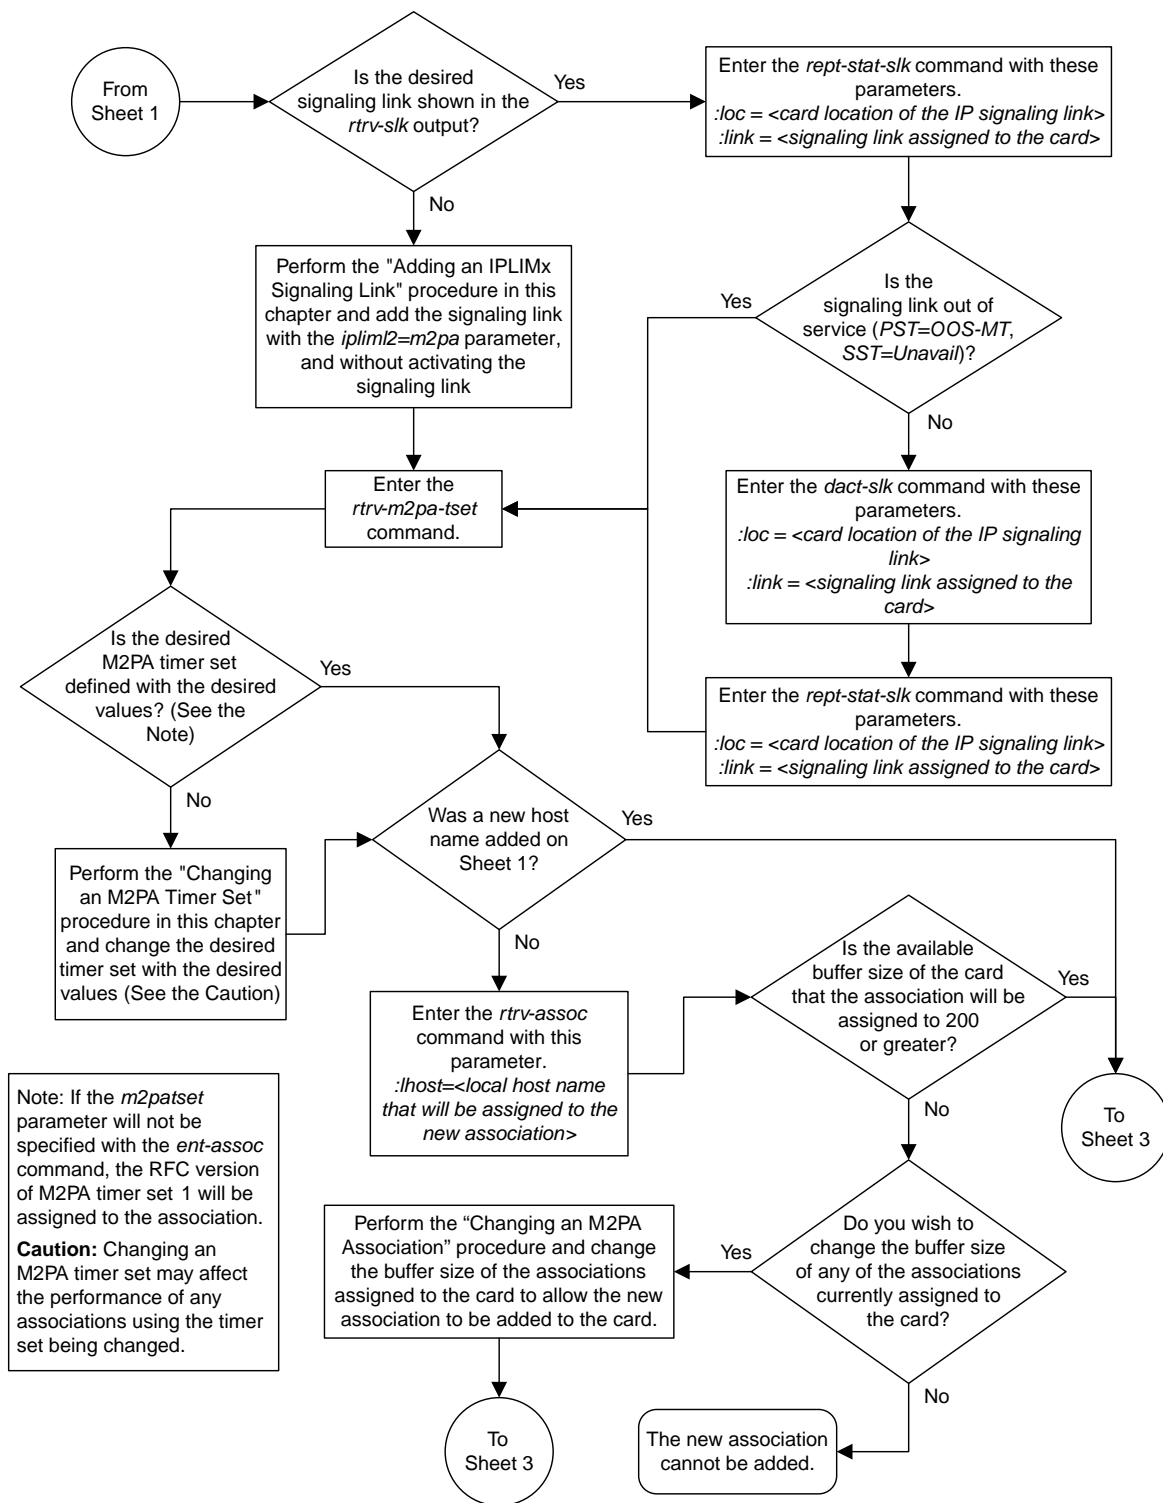 From
Sheet 1
Is the desired
signaling link shown in the
rtrv-slk output?
Yes
No
Enter the rept-stat-slk command with these
parameters.
:loc = <card location of the IP signaling link>
:link = <signaling link assigned to the card>
Perform the "Adding an IPLIMx
Signaling Link" procedure in this
chapter and add the signaling link
with the ipliml2=m2pa parameter,
and without activating the
signaling link
Is the
signaling link out of
service (PST=OOS-MT,
SST=Unavail)?
Yes
No
Enter the
rtrv-m2pa-tset
command.
Enter the dact-slk command with these
parameters.
:loc = <card location of the IP signaling
link>
:link = <signaling link assigned to the
card>
Is the desired
M2PA timer set
defined with the desired
values? (See the
Note)
Yes
No
Enter the rept-stat-slk command with these
parameters.
:loc = <card location of the IP signaling link>
:link = <signaling link assigned to the card>
Perform the "Changing
an M2PA Timer Set"
procedure in this chapter
and change the desired
timer set with the desired
values (See the Caution)
Was a new host
name added on
Sheet 1?
Yes
No
Enter the rtrv-assoc
command with this
parameter.
:lhost=<local host name
that will be assigned to the
new association>
Is the available
buffer size of the card
that the association will be
assigned to 200
or greater?
Yes
No
To
Sheet 3
Note: If the m2patset
parameter will not be
specified with the ent-assoc
command, the RFC version
of M2PA timer set 1 will be
assigned to the association.
Caution: Changing an
M2PA timer set may affect
the performance of any
associations using the timer
set being changed.
Perform the “Changing an M2PA
Association” procedure and change
the buffer size of the associations
assigned to the card to allow the new
association to be added to the card.
Do you wish to
change the buffer size
of any of the associations
currently assigned to
the card?
Yes
No
To
Sheet 3
The new association
cannot be added.